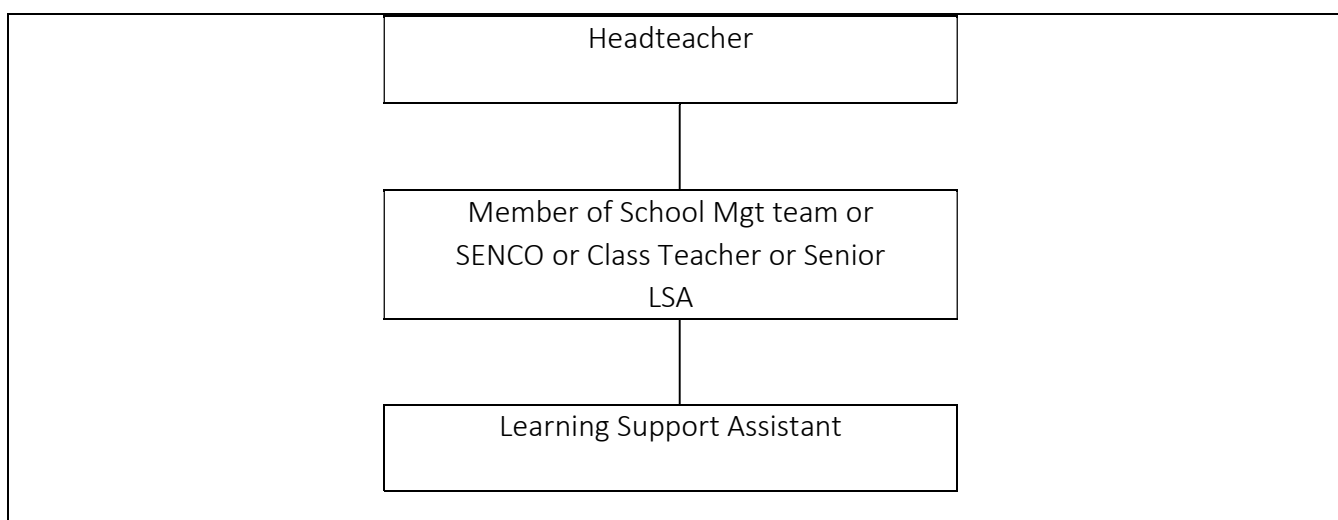 Headteacher
Member of School Mgt team or
SENCO or Class Teacher or Senior
LSA
Learning Support Assistant